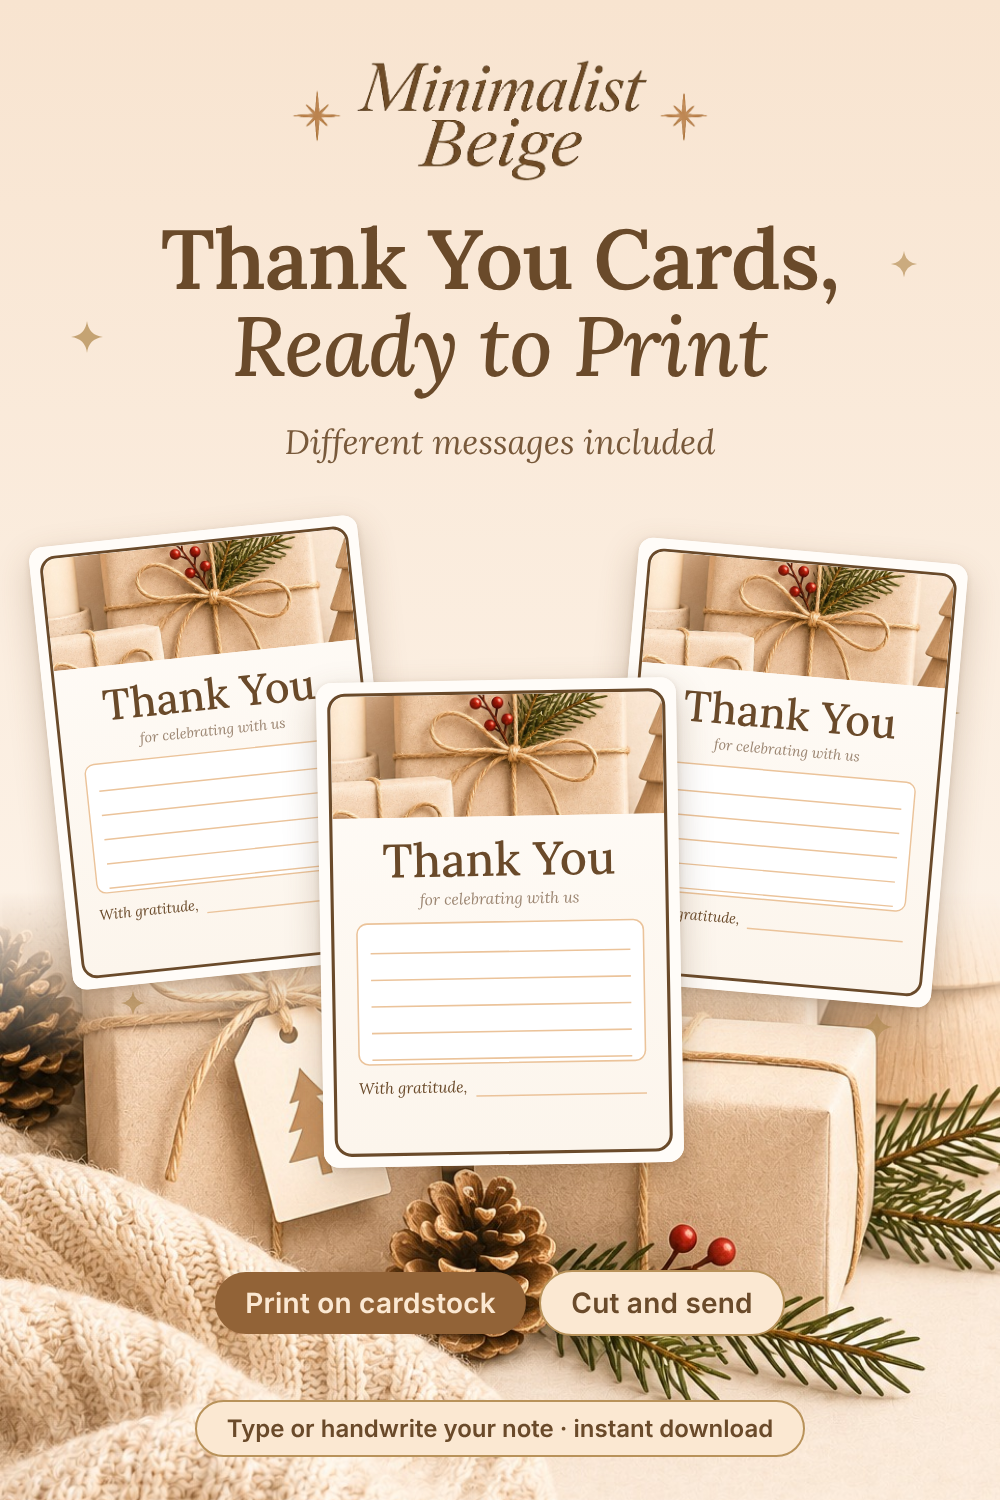 Minimalist
Beige
Thank You Cards,
Ready to Print
Different messages included
Thank You
for celebrating with us
With gratitude,
Thank You
for celebrating with us
With gratitude,
Thank You
for celebrating with us
gratitude,
Print on cardstock
Cut and send
Type or handwrite your note · instant download